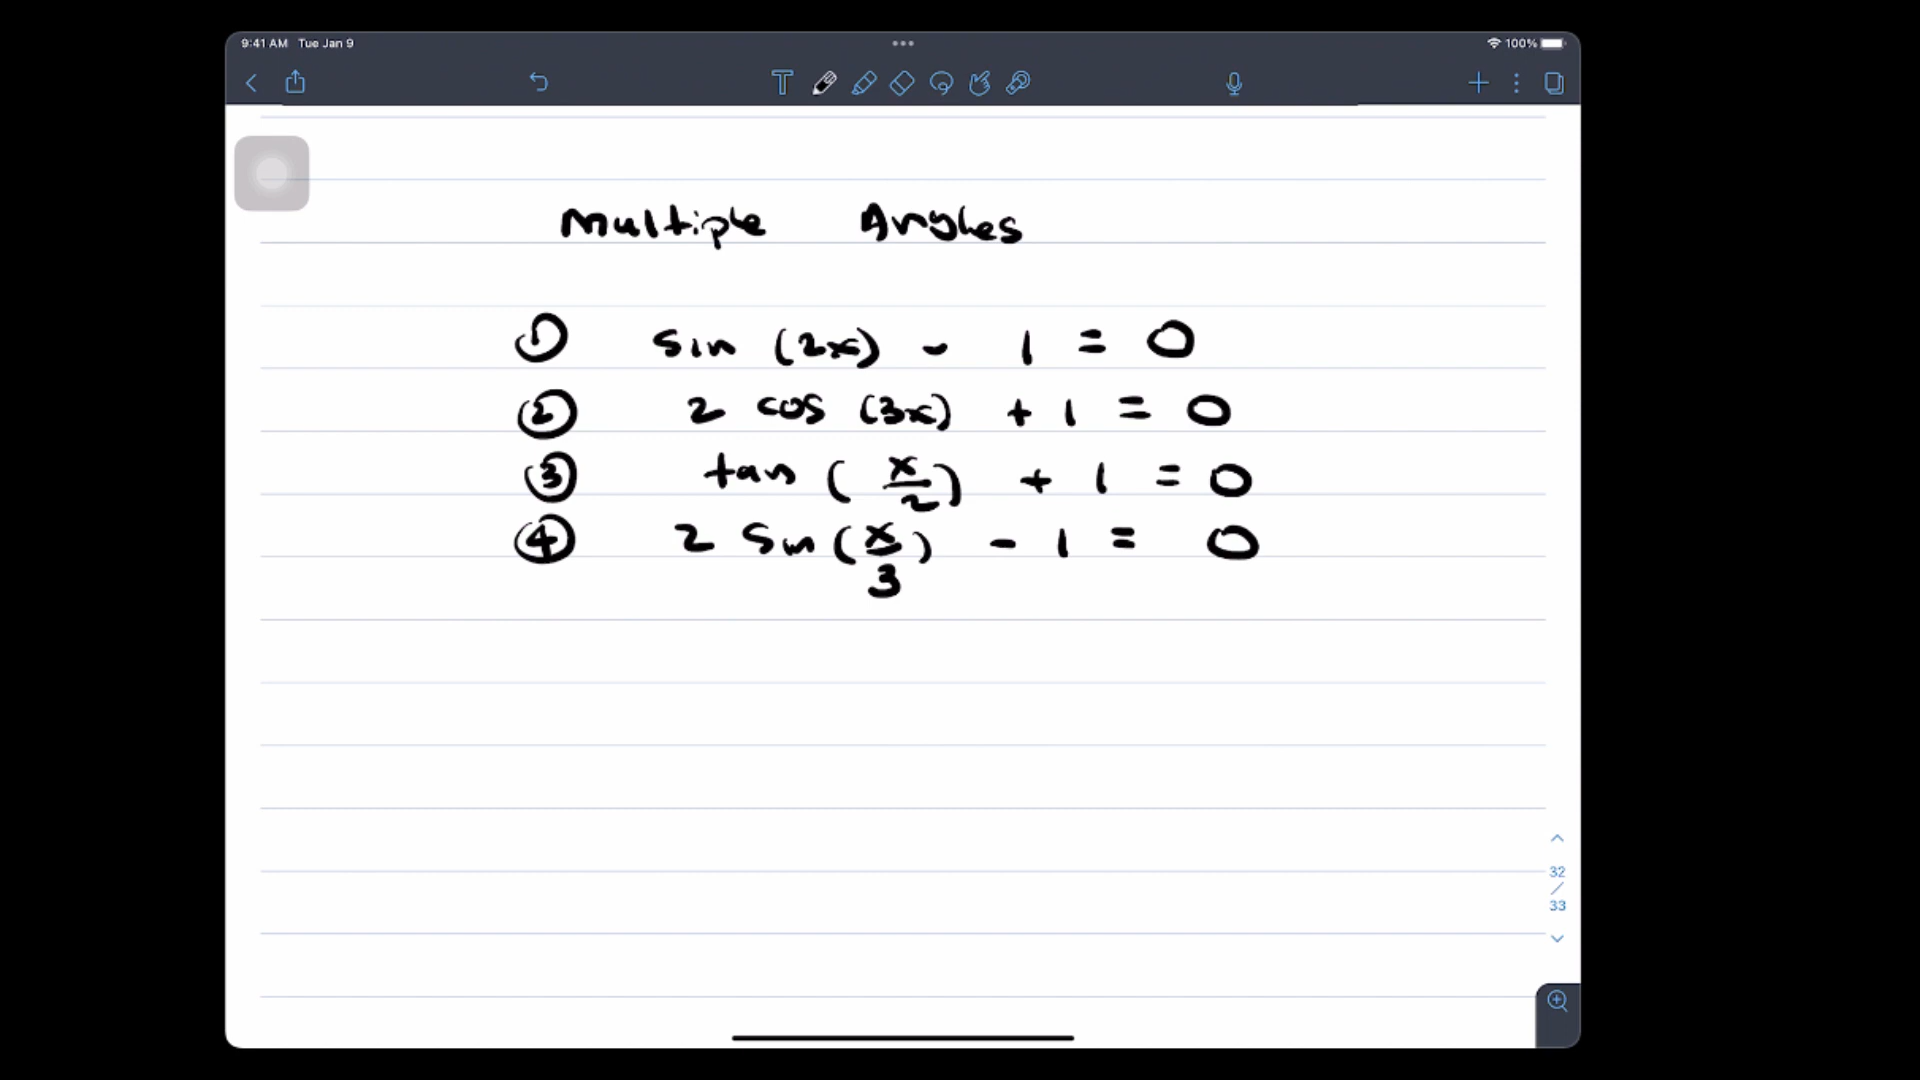 9:41 AM Tue Jan 9
100%
T
Multiple Angles
① sin (2x) - 1 = 0
② 2 cos (3x) + 1 = 0
③ tan (x/2) + 1 = 0
④ 2 Sin (x/3) - 1 = 0
32
/
33